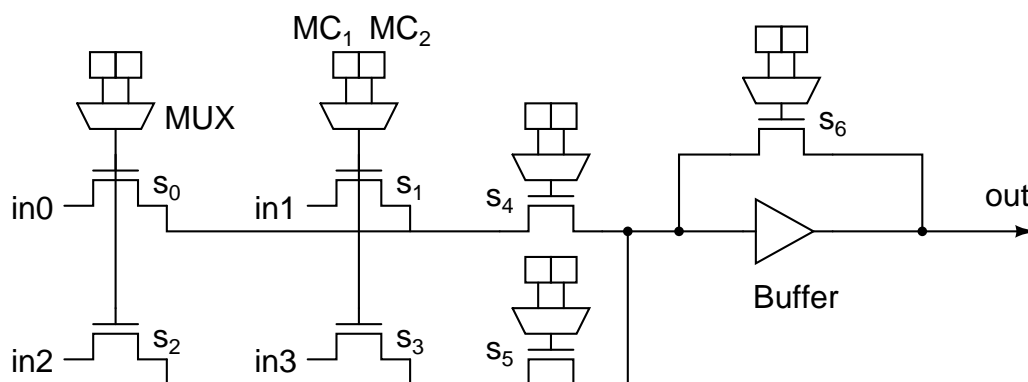 MC₁ MC₂
MUX
s₆
in0 s₀ in1 s₁ s₄
out
Buffer
in2 s₂ in3 s₃ s₅